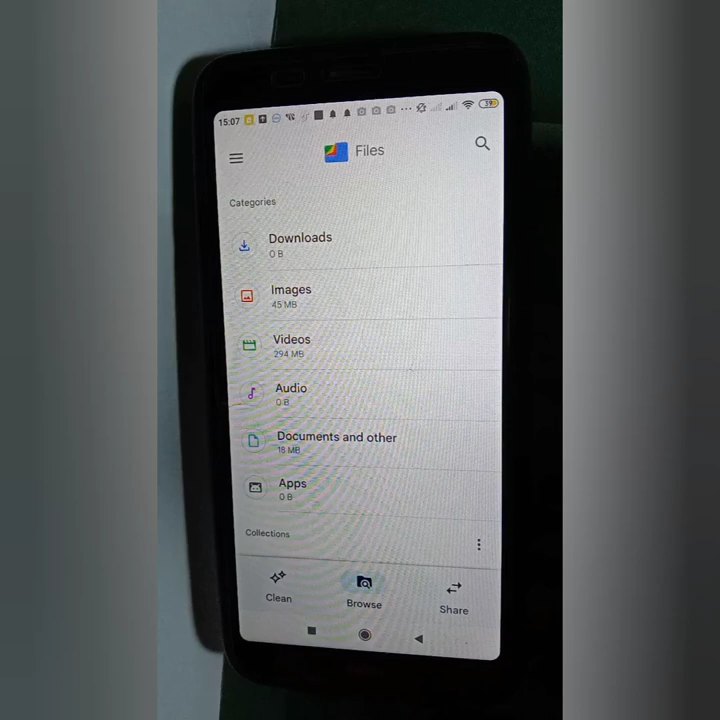 15:07
39
Files
Categories
Downloads
0 B
Images
45 MB
Videos
294 MB
Audio
0 B
Documents and other
18 MB
Apps
0 B
Collections
Clean
Browse
Share